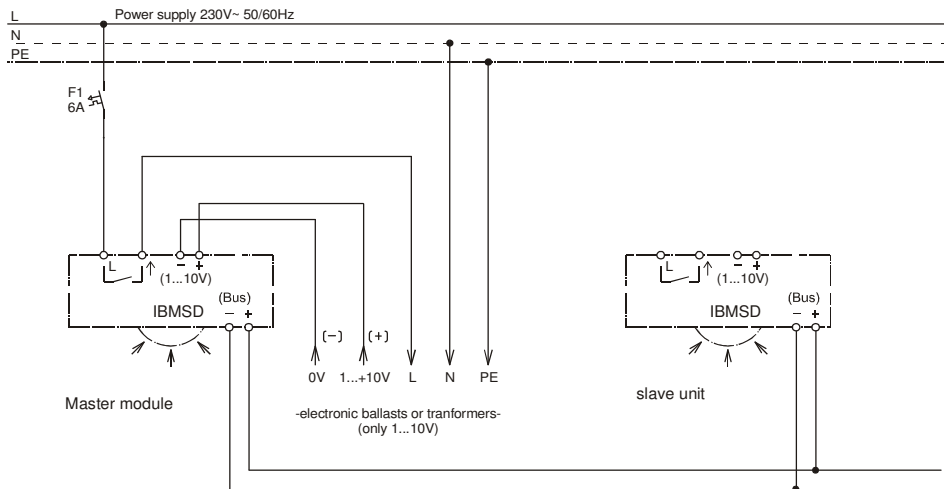 L
Power supply 230V~ 50/60Hz
N
PE
F1
6A
L
– +
(1...10V)
(Bus)
IBMSD
– +
L
– +
(1...10V)
(Bus)
IBMSD
– +
(–) (+)
0V 1...+10V L N PE
Master module
slave unit
-electronic ballasts or tranformers-
(only 1...10V)